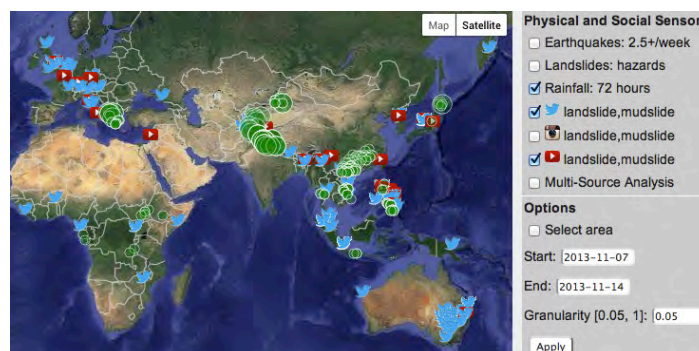 Map Satellite
Physical and Social Sensor
Earthquakes: 2.5+/week
Landslides: hazards
Rainfall: 72 hours
landslide,mudslide
landslide,mudslide
landslide,mudslide
Multi-Source Analysis
Options
Select area
Start: 2013-11-07
End: 2013-11-14
Granularity [0.05, 1]: 0.05
Apply